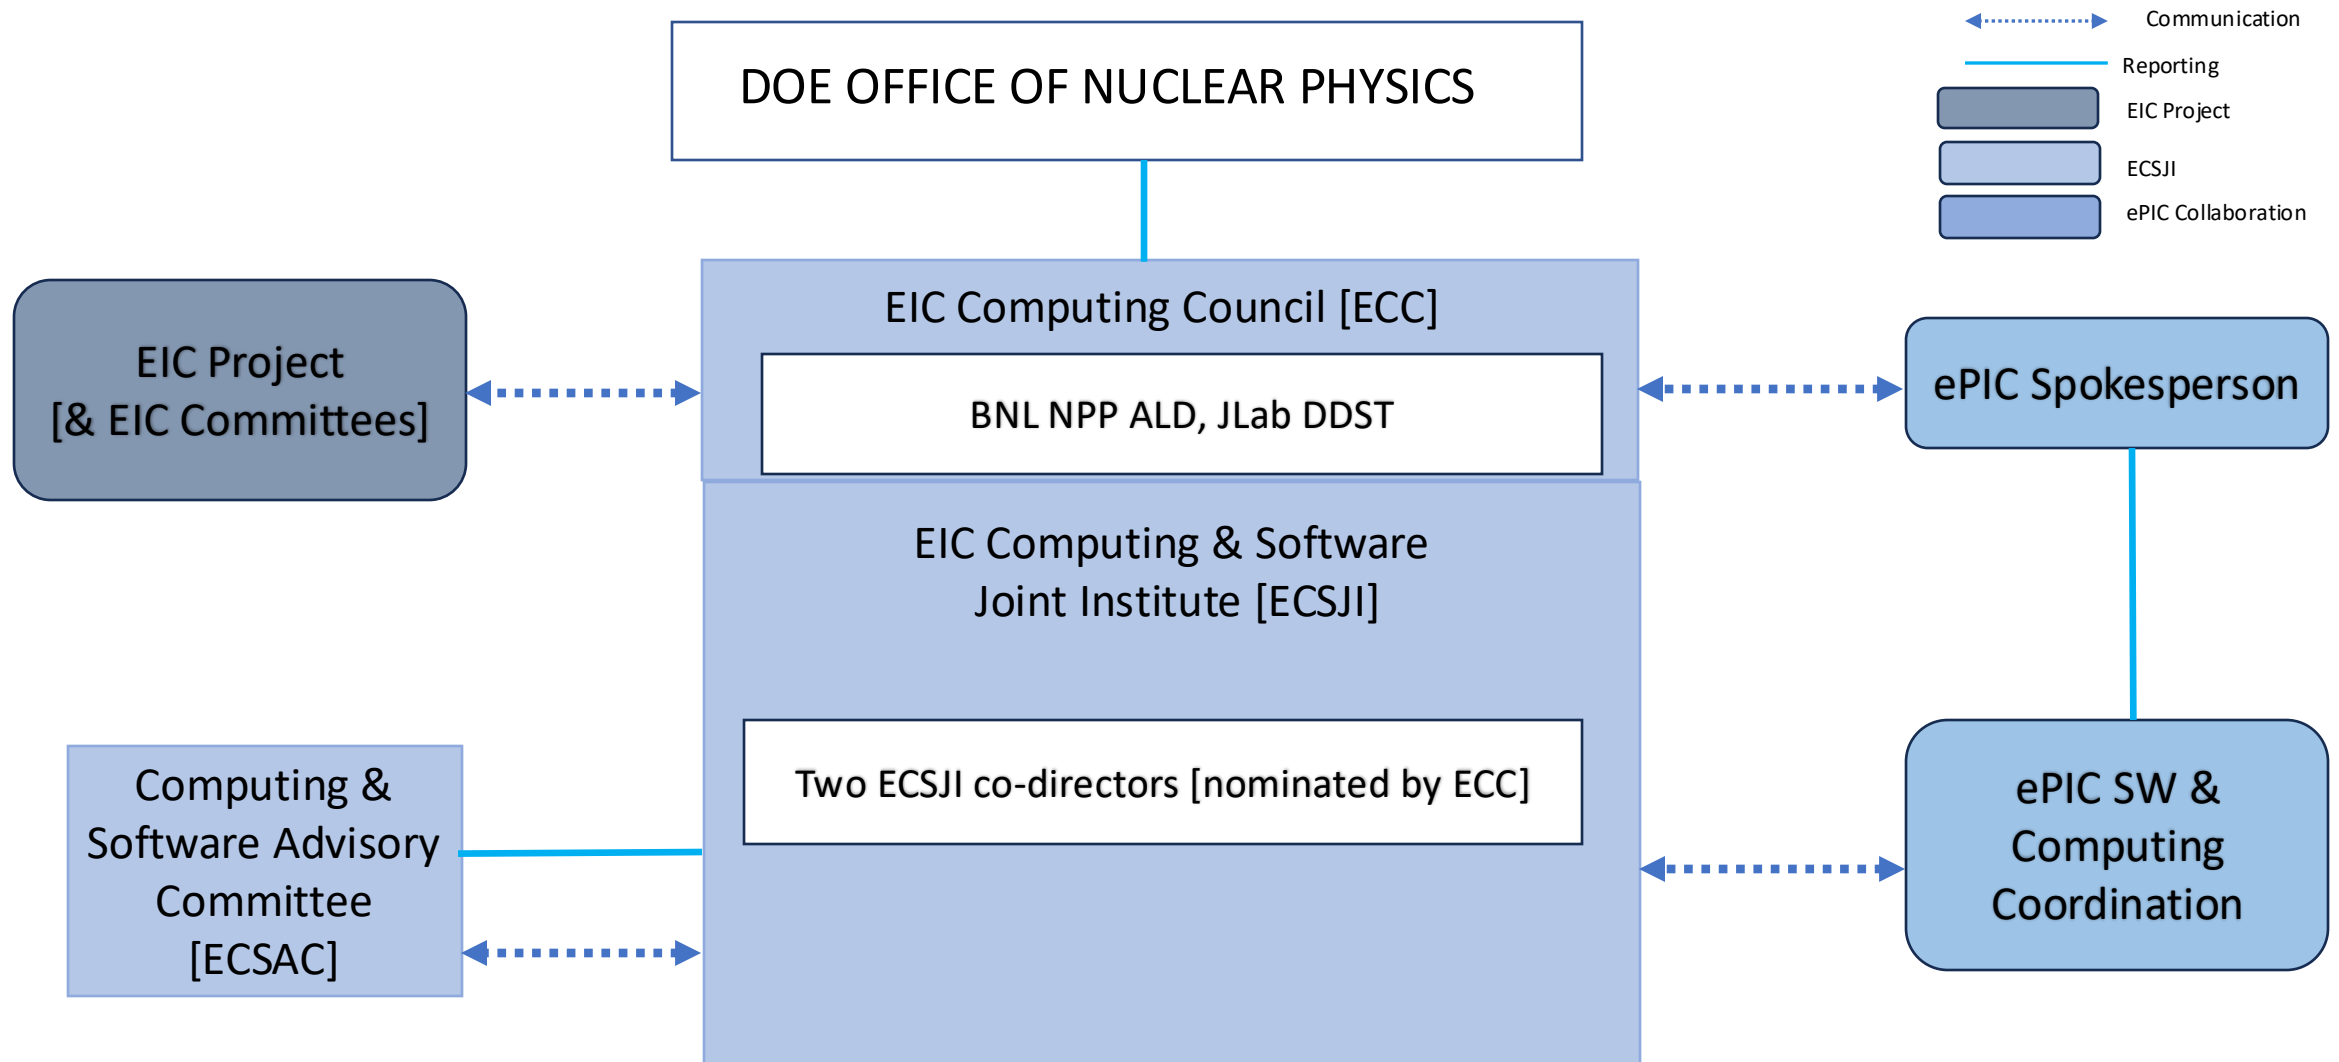 DOE OFFICE OF NUCLEAR PHYSICS
Communication
Reporting
EIC Project
ECSJI
ePIC Collaboration
EIC Project
[& EIC Committees]
EIC Computing Council [ECC]
BNL NPP ALD, JLab DDST
ePIC Spokesperson
EIC Computing & Software
Joint Institute [ECSJI]
Two ECSJI co-directors [nominated by ECC]
Computing &
Software Advisory
Committee
[ECSAC]
ePIC SW &
Computing
Coordination